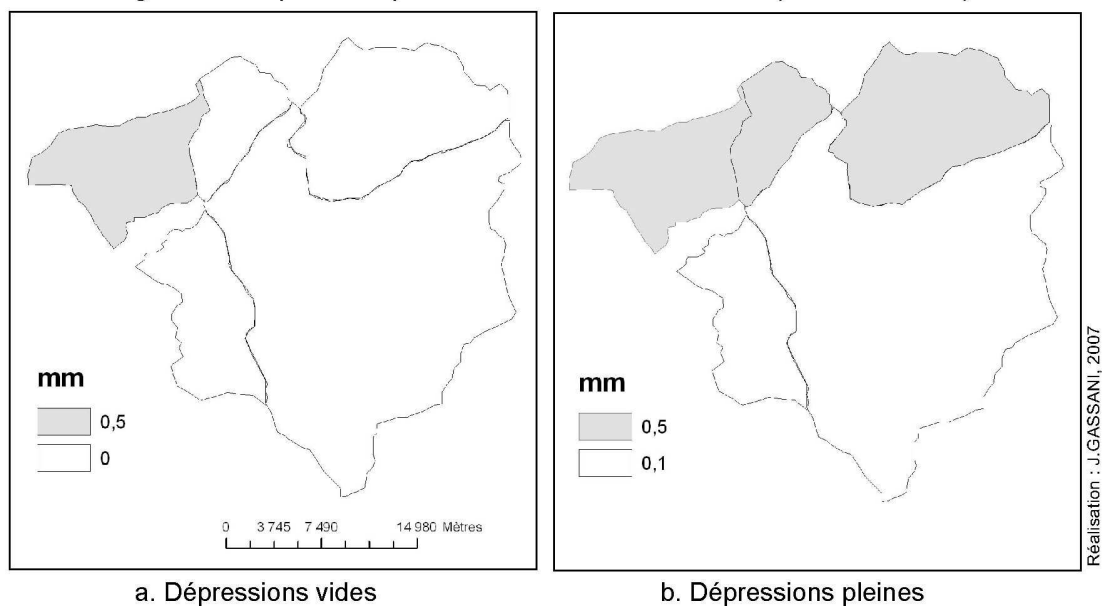 mm
0,5
0
0 3 745 7 490 14 980 Mètres
a. Dépressions vides
mm
0,5
0,1
b. Dépressions pleines
Réalisation : J.GASSANI, 2007